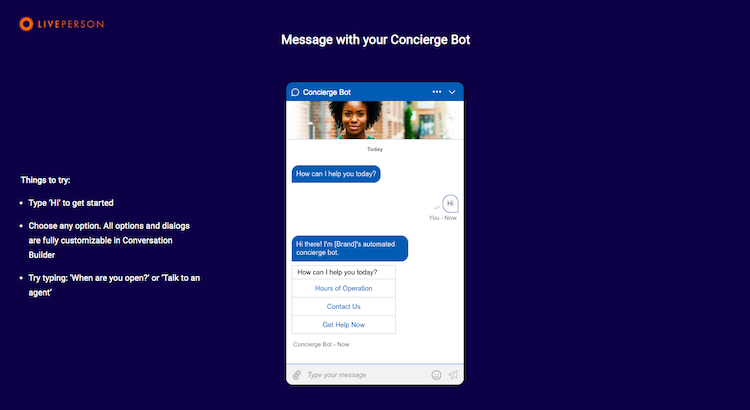 LIVEPERSON
Message with your Concierge Bot
Things to try:
• Type 'Hi' to get started
• Choose any option. All options and dialogs
are fully customizable in Conversation
Builder
• Try typing: 'When are you open?' or 'Talk to an
agent'
Concierge Bot
Today
How can I help you today?
Hi
You - Now
Hi there! I'm [Brand]'s automated
concierge bot.
How can I help you today?
Hours of Operation
Contact Us
Get Help Now
Concierge Bot - Now
Type your message